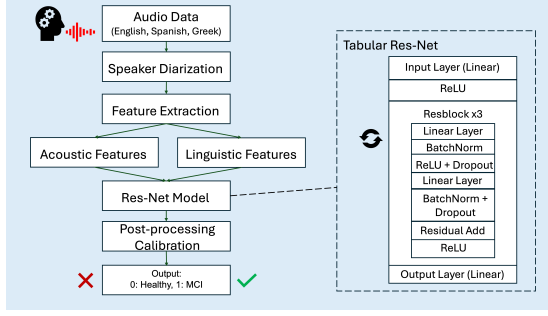 Audio Data
(English, Spanish, Greek)
Speaker Diarization
Feature Extraction
Acoustic Features
Linguistic Features
Res-Net Model
Post-processing
Calibration
Output:
0: Healthy, 1: MCI
Tabular Res-Net
Input Layer (Linear)
ReLU
Resblock x3
Linear Layer
BatchNorm
ReLU + Dropout
Linear Layer
BatchNorm +
Dropout
Residual Add
ReLU
Output Layer (Linear)